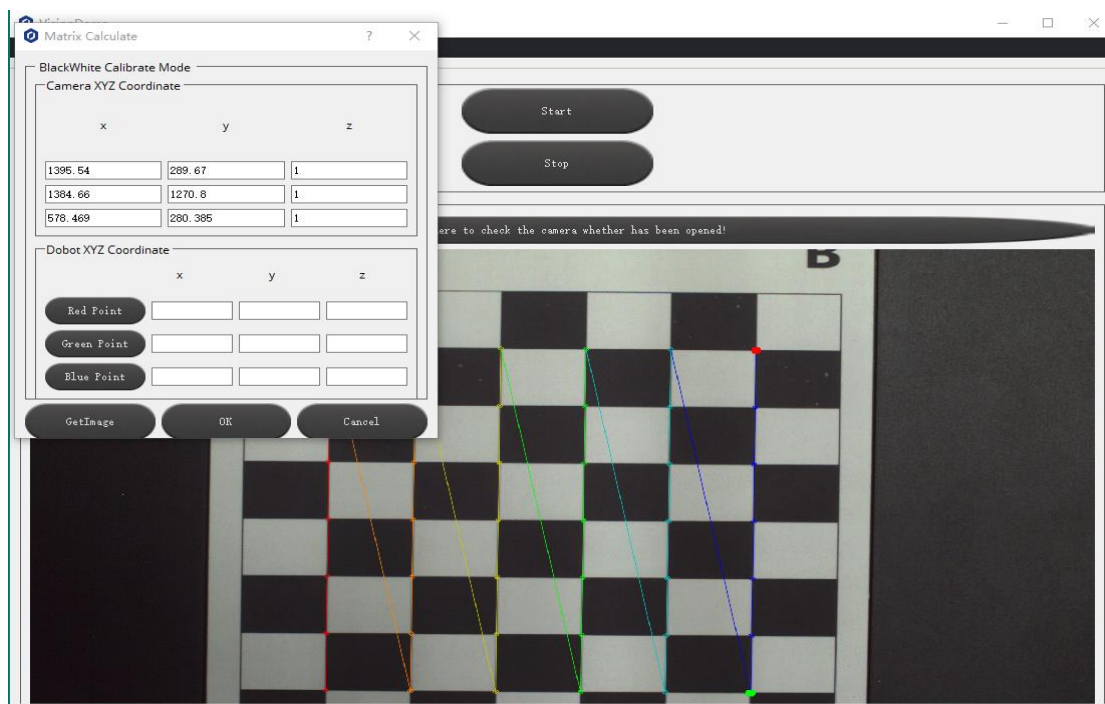 Matrix Calculate
?
BlackWhite Calibrate Mode
Camera XYZ Coordinate
x y z
1395.54 289.67 1
1384.66 1270.8 1
578.469 280.385 1
Dobot XYZ Coordinate
x y z
Red Point
Green Point
Blue Point
GetImage OK Cancel
Start
Stop
to check the camera whether has been opened!
B